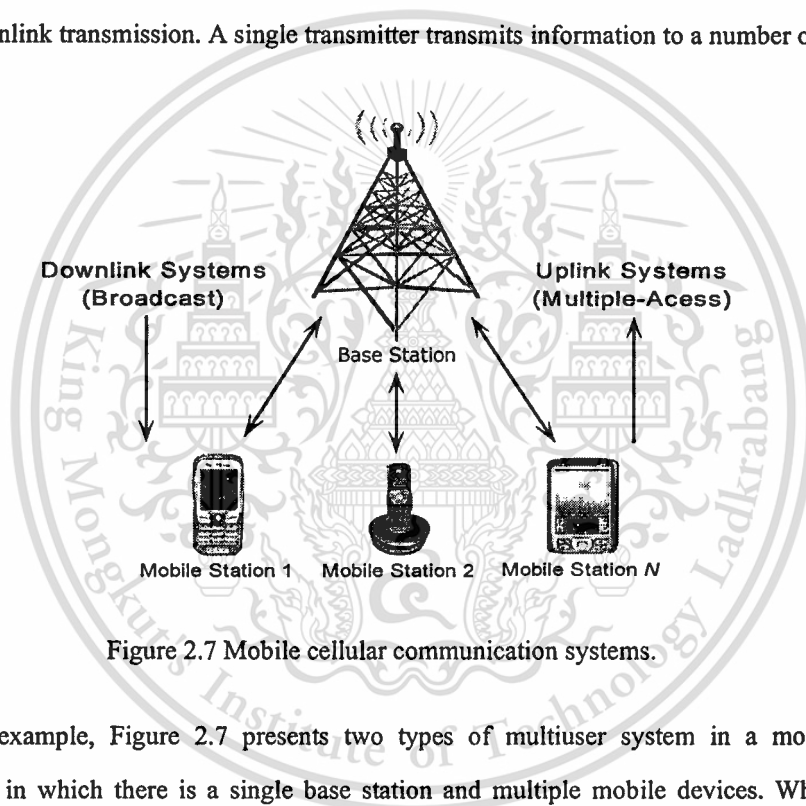 nlink transmission. A single transmitter transmits information to a number o
Downlink Systems
(Broadcast)
Uplink Systems
(Multiple-Acess)
Base Station
Mobile Station 1
Mobile Station 2
Mobile Station N
Figure 2.7 Mobile cellular communication systems.
example, Figure 2.7 presents two types of multiuser system in a mo
in which there is a single base station and multiple mobile devices. Wh
King Mongkut's Institute of Technology Ladkrabang